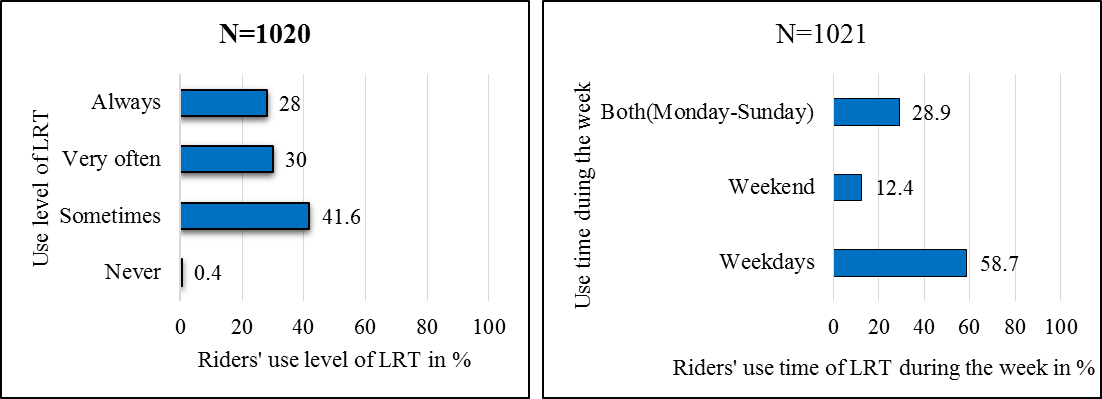 N=1020
Use level of LRT
Always 28
Very often 30
Sometimes 41.6
Never 0.4
0 20 40 60 80 100
Riders' use level of LRT in %
N=1021
Use time duing the week
Both(Monday-Sunday) 28.9
Weekend 12.4
Weekdays 58.7
0 20 40 60 80 100
Riders' use time of LRT during the week in %